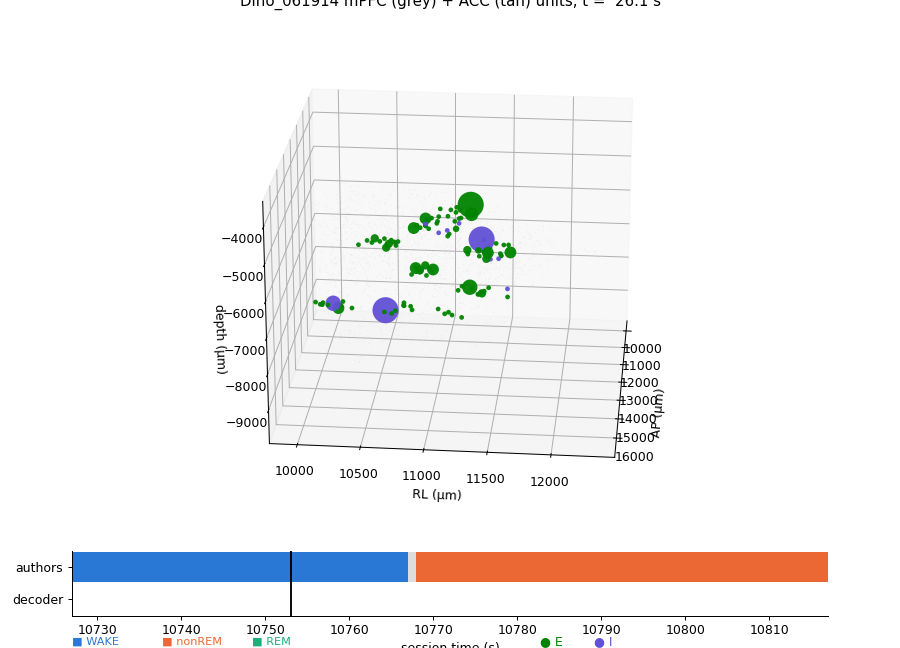 Dino_061914 mPFC (grey) + ACC (tan) units, t = 26.1 s
−4000
−5000
−6000
−7000
−8000
−9000
depth (μm)
10000
10500
11000
11500
12000
RL (μm)
10000
11000
12000
13000
14000
15000
16000
AP (μm)
authors
decoder
10730
10740
10750
10760
10770
10780
10790
10800
10810
session time (s)
WAKE
nonREM
REM
E
I